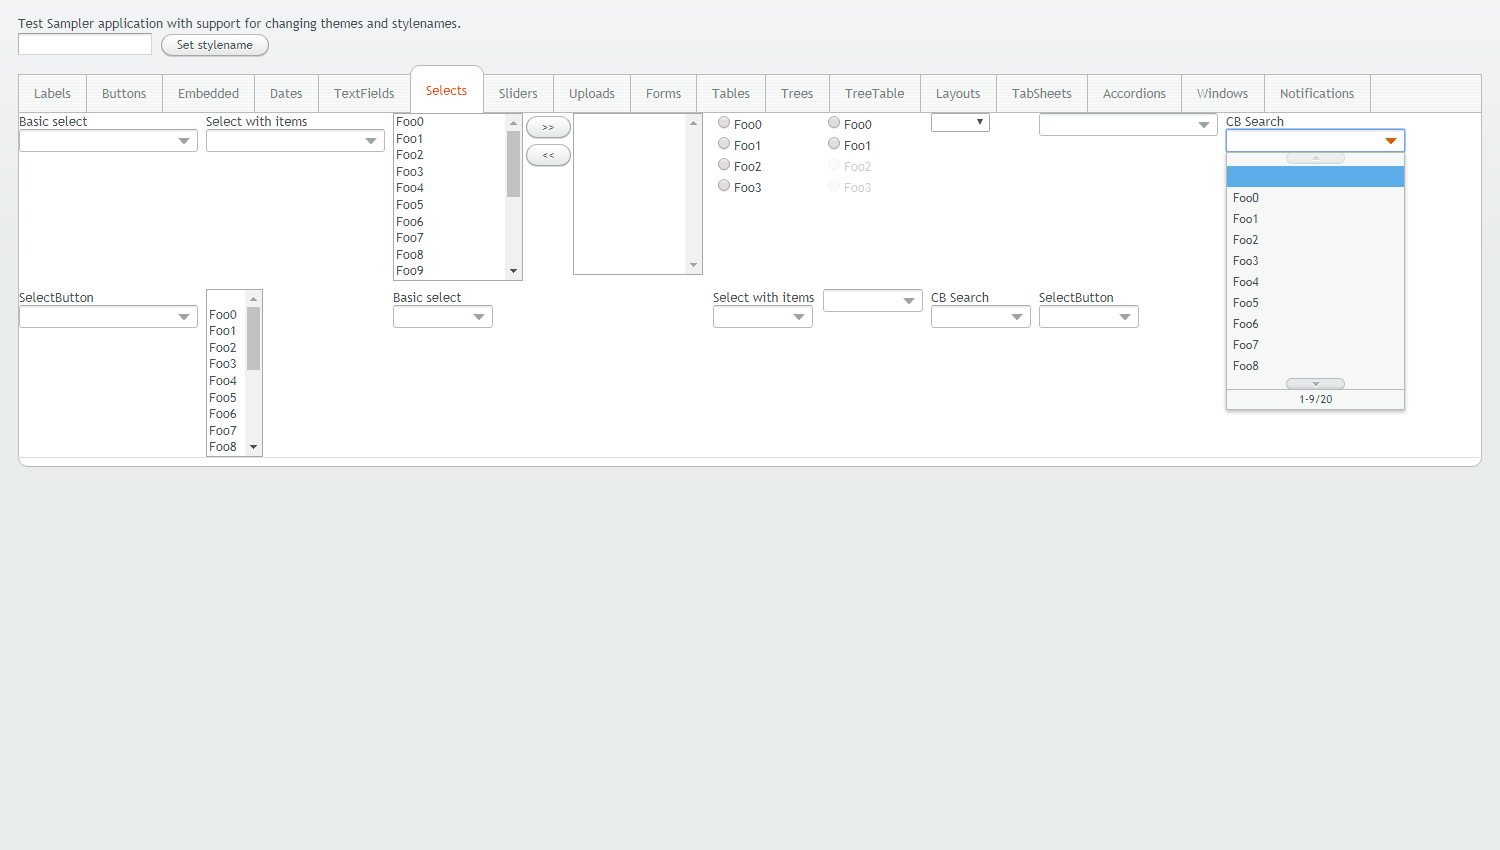 Test Sampler application with support for changing themes and stylenames.
Set stylename
Labels Buttons Embedded Dates TextFields Selects Sliders Uploads Forms Tables Trees TreeTable Layouts TabSheets Accordions Windows Notifications
Basic select
Select with items
Foo0
Foo1
Foo2
Foo3
Foo4
Foo5
Foo6
Foo7
Foo8
Foo9
>>
<<
Foo0
Foo1
Foo2
Foo3
Foo0
Foo1
Foo2
Foo3
CB Search
Foo0
Foo1
Foo2
Foo3
Foo4
Foo5
Foo6
Foo7
Foo8
1-9/20
SelectButton
Foo0
Foo1
Foo2
Foo3
Foo4
Foo5
Foo6
Foo7
Foo8
Basic select
Select with items
CB Search
SelectButton